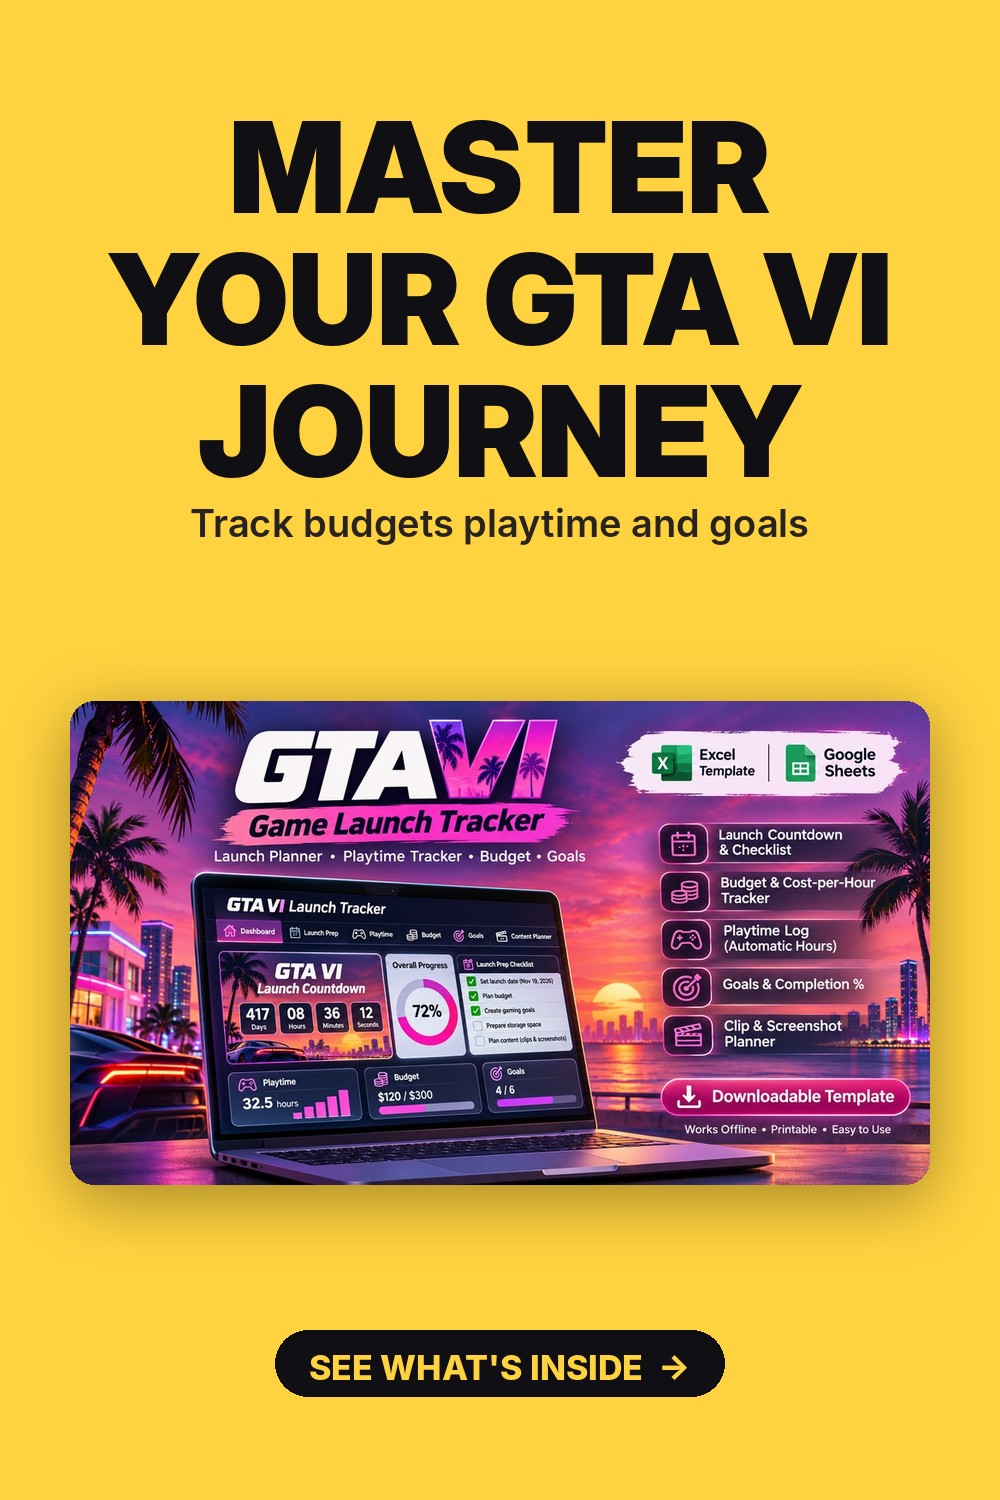 MASTER
YOUR GTA VI
JOURNEY
Track budgets playtime and goals
GTA VI
Game Launch Tracker
Launch Planner • Playtime Tracker • Budget • Goals
Excel
Template
Google
Sheets
Launch Countdown
& Checklist
Budget & Cost-per-Hour
Tracker
Playtime Log
(Automatic Hours)
Goals & Completion %
Clip & Screenshot
Planner
Downloadable Template
Works Offline • Printable • Easy to Use
GTA VI Launch Tracker
Dashboard
Launch Prep
Playtime
Budget
Goals
Content Planner
GTA VI
Launch Countdown
417 08 36 12
Days Hours Minutes Seconds
Overall Progress
72%
Launch Prep Checklist
Set launch date (Nov 19, 2026)
Plan budget
Create gaming goals
Prepare storage space
Plan content (clips & screenshots)
Playtime
32.5 hours
Budget
$120 / $300
Goals
4 / 6
SEE WHAT'S INSIDE →